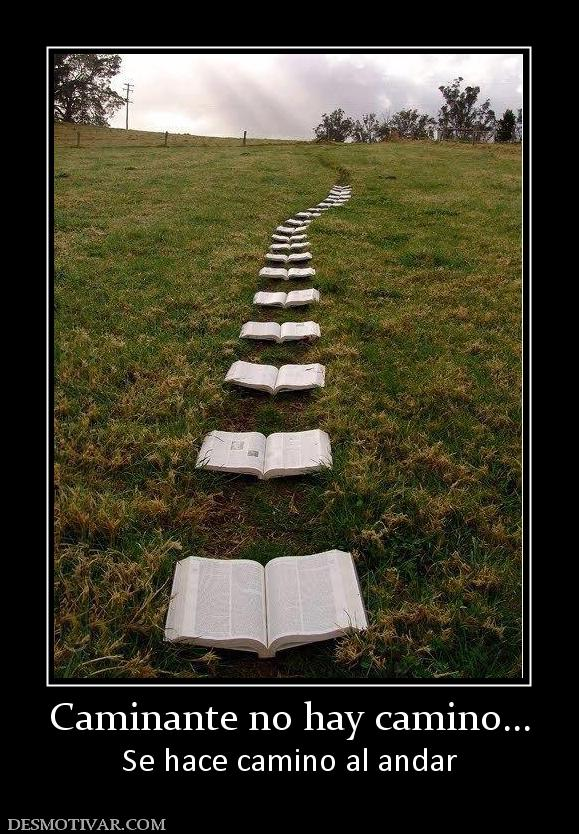 Caminante no hay camino...
Se hace camino al andar
DESMOTIVAR.COM